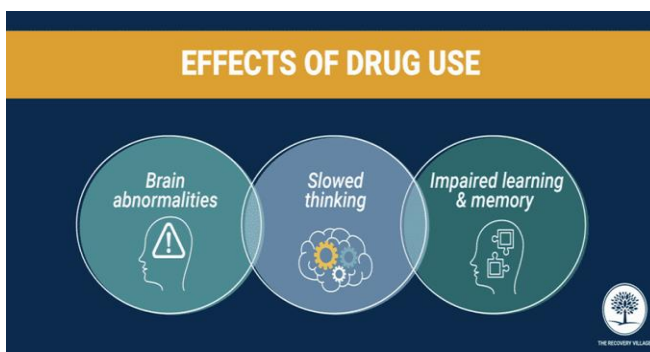 EFFECTS OF DRUG USE
Brain
abnormalities
Slowed
thinking
Impaired learning
& memory
THE RECOVERY VILLAGE